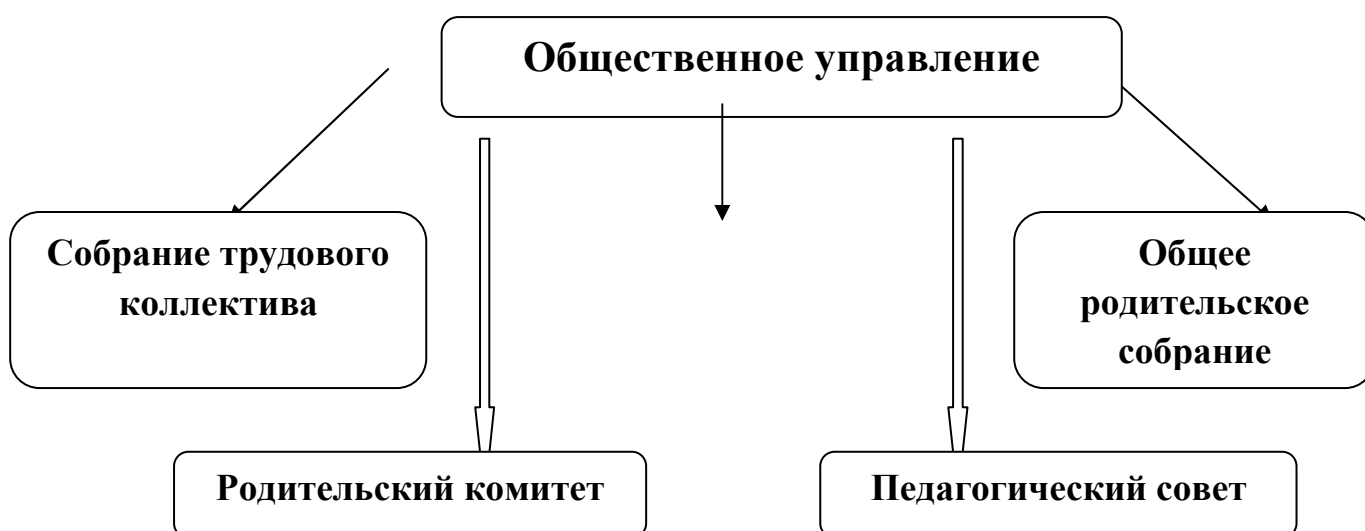 Общественное управление
Собрание трудового
коллектива
Общее
родительское
собрание
Родительский комитет
Педагогический совет